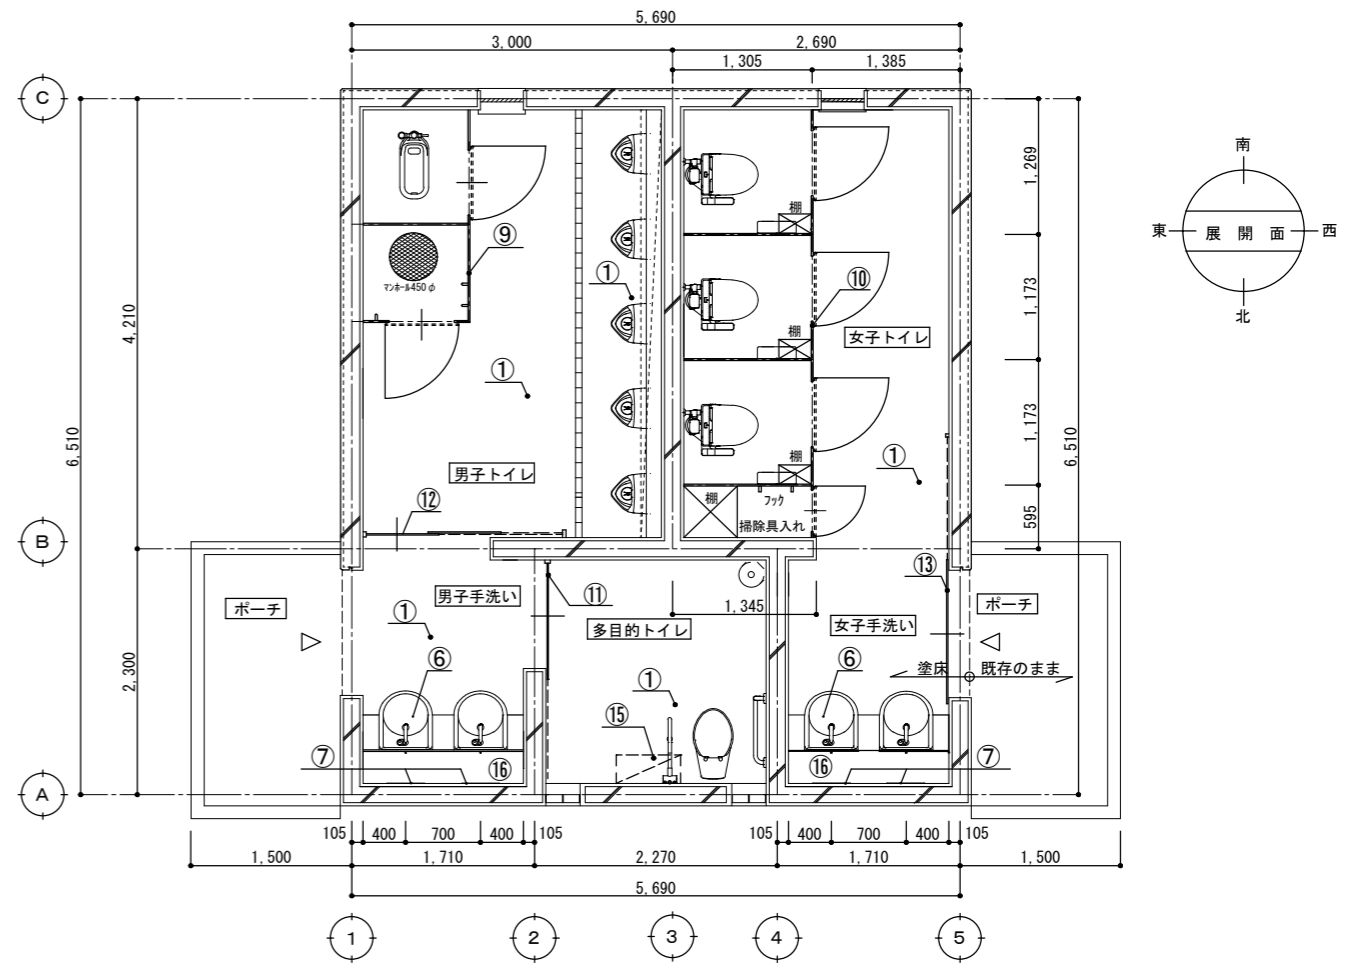 5,690
3,000
2,690
1,305
1,385
C
1,269
南
東
展開面
西
北
⑨
①
⑩
マンホール450φ
棚
1,173
4,210
女子トイレ
棚
①
6,510
1,173
6,510
男子トイレ
棚
①
⑫
棚
フック
掃除具入れ
595
B
⑬
男子手洗い
⑪
1,345
ポーチ
ポーチ
①
多目的トイレ
女子手洗い
2,300
⑥
①
⑥
塗床
既存のまま
⑮
⑦
⑯
⑯
⑦
A
105
400
700
400
105
105
400
700
400
105
1,500
1,710
2,270
1,710
1,500
5,690
1
2
3
4
5